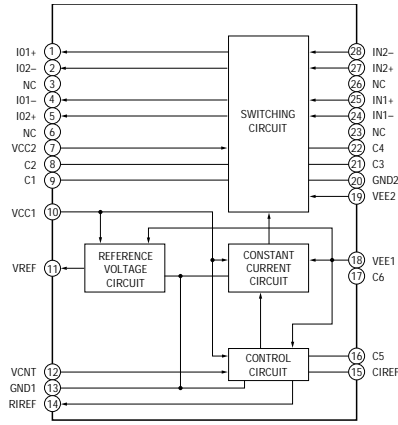 IO1+ 1
IO2− 2
NC 3
IO1− 4
IO2+ 5
NC 6
VCC2 7
C2 8
C1 9
VCC1 10
VREF 11
VCNT 12
GND1 13
RIREF 14
SWITCHING
CIRCUIT
REFERENCE
VOLTAGE
CIRCUIT
CONSTANT
CURRENT
CIRCUIT
CONTROL
CIRCUIT
28 IN2−
27 IN2+
26 NC
25 IN1+
24 IN1−
23 NC
22 C4
21 C3
20 GND2
19 VEE2
18 VEE1
17 C6
16 C5
15 CIREF